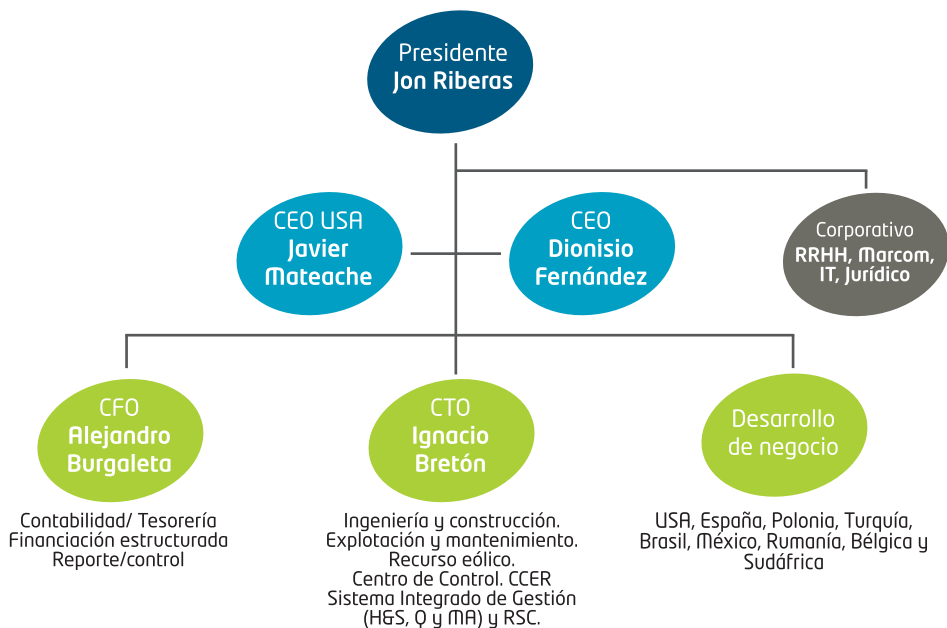 Presidente
Jon Riberas
CEO USA
Javier
Mateache
CEO
Dionisio
Fernández
Corporativo
RRHH, Marcom,
IT, Jurídico
CFO
Alejandro
Burgaleta
CTO
Ignacio
Bretón
Desarrollo
de negocio
Contabilidad/ Tesorería
Financiación estructurada
Reporte/control
Ingeniería y construcción.
Explotación y mantenimiento.
Recurso eólico.
Centro de Control. CCER
Sistema Integrado de Gestión
(H&S, Q y MA) y RSC.
USA, España, Polonia, Turquía,
Brasil, México, Rumanía, Bélgica y
Sudáfrica